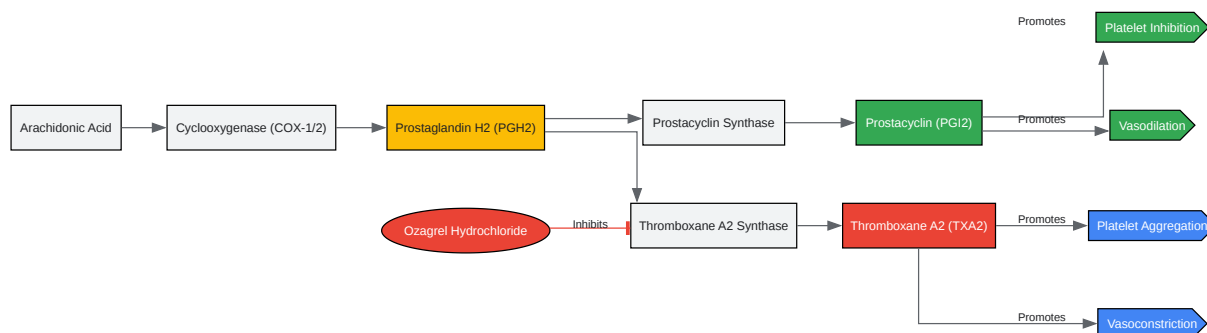 Promotes
Platelet Inhibition
Arachidonic Acid
Cyclooxygenase (COX-1/2)
Prostaglandin H2 (PGH2)
Prostacyclin Synthase
Prostacyclin (PGI2)
Promotes
Vasodilation
Ozagrel Hydrochloride
Inhibits
Thromboxane A2 Synthase
Thromboxane A2 (TXA2)
Promotes
Platelet Aggregation
Promotes
Vasoconstriction